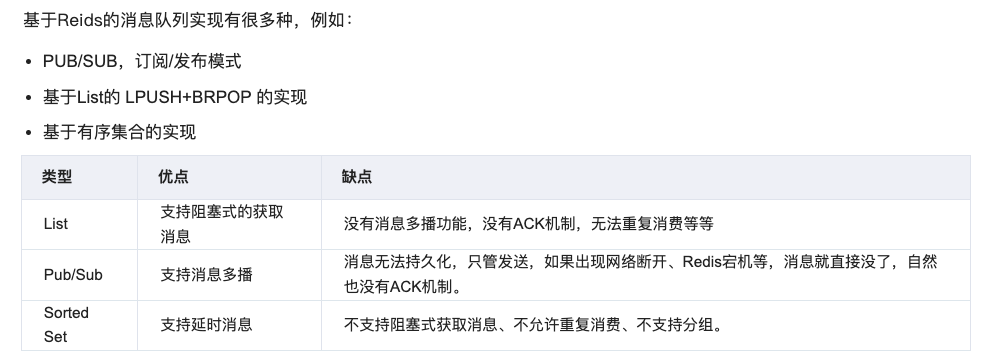 基于Reids的消息队列实现有很多种，例如：
• PUB/SUB，订阅/发布模式
• 基于List的 LPUSH+BRPOP 的实现
• 基于有序集合的实现
类型 优点 缺点
List 支持阻塞式的获取消息 没有消息多播功能，没有ACK机制，无法重复消费等等
Pub/Sub 支持消息多播 消息无法持久化，只管发送，如果出现网络断开、Redis宕机等，消息就直接没了，自然也没有ACK机制。
Sorted Set 支持延时消息 不支持阻塞式获取消息、不允许重复消费、不支持分组。